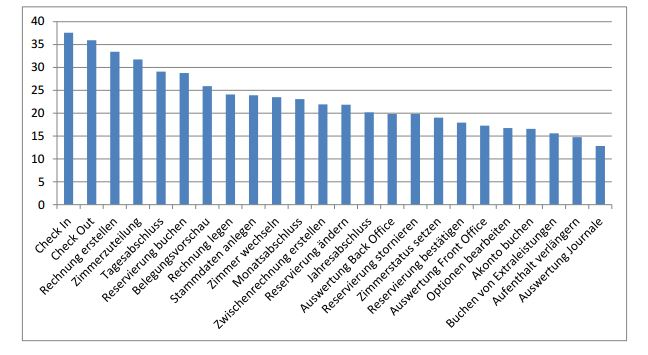 40
35
30
25
20
15
10
5
0
Check In
Check Out
Rechnung erstellen
Zimmerzuteilung
Tagesabschluss
Reservierung buchen
Belegungsvorschau
Rechnung legen
Stammdaten anlegen
Zimmer wechseln
Monatsabschluss
Zwischenrechnung erstellen
Reservierung ändern
Jahresabschluss
Auswertung Back Office
Reservierung stornieren
Zimmerstatus setzen
Reservierung bestätigen
Auswertung Front Office
Optionen bearbeiten
Akonto buchen
Buchen von Extraleistungen
Aufenthalt verlängern
Auswertung Journale